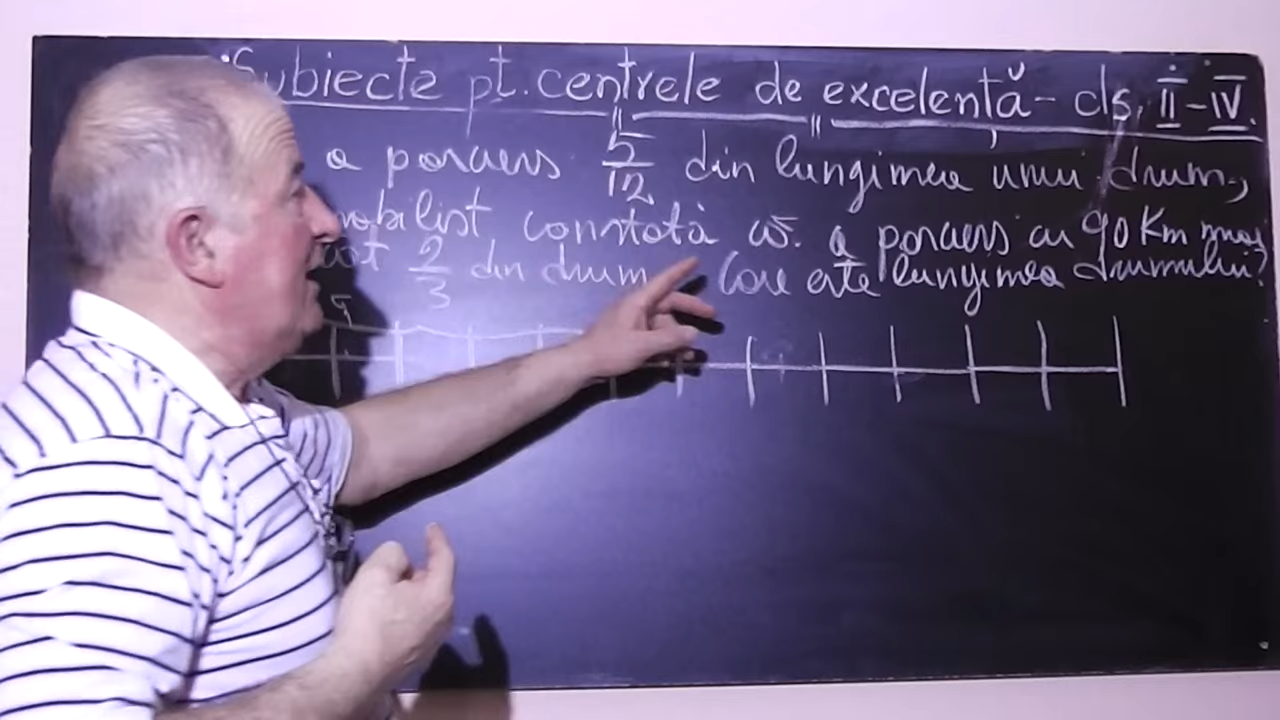 Subiecte pt. centrele de excelență - cls. II - IV.
a parcurs 5/12 din lungimea unui drum,
mobilist constată că a parcurs cu 90 Km mai
2/3 din drum. Care este lungimea drumului?